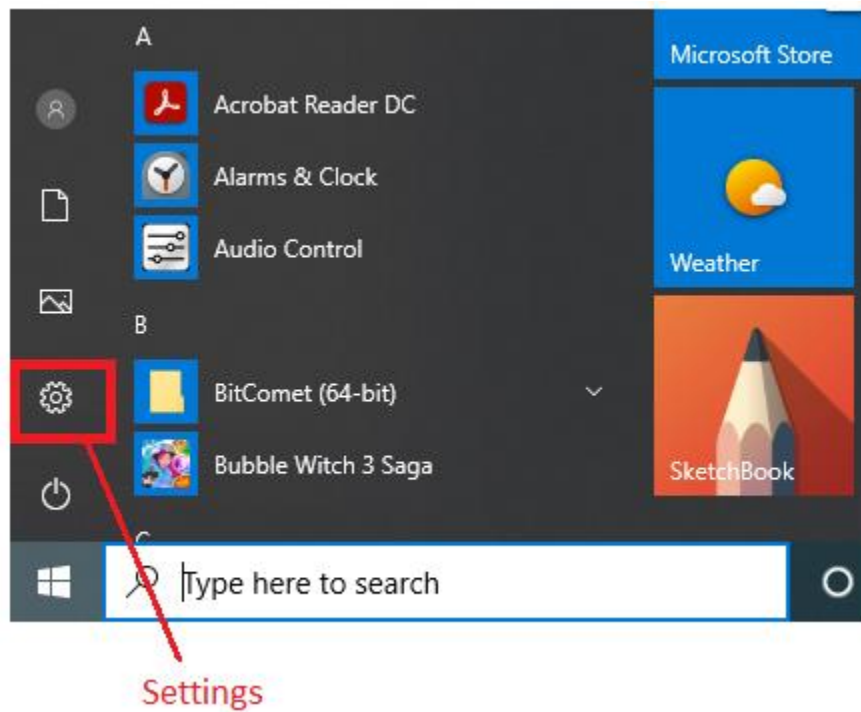 A
Acrobat Reader DC
Alarms & Clock
Audio Control
B
BitComet (64-bit)
Bubble Witch 3 Saga
C
Microsoft Store
Weather
SketchBook
Type here to search
Settings